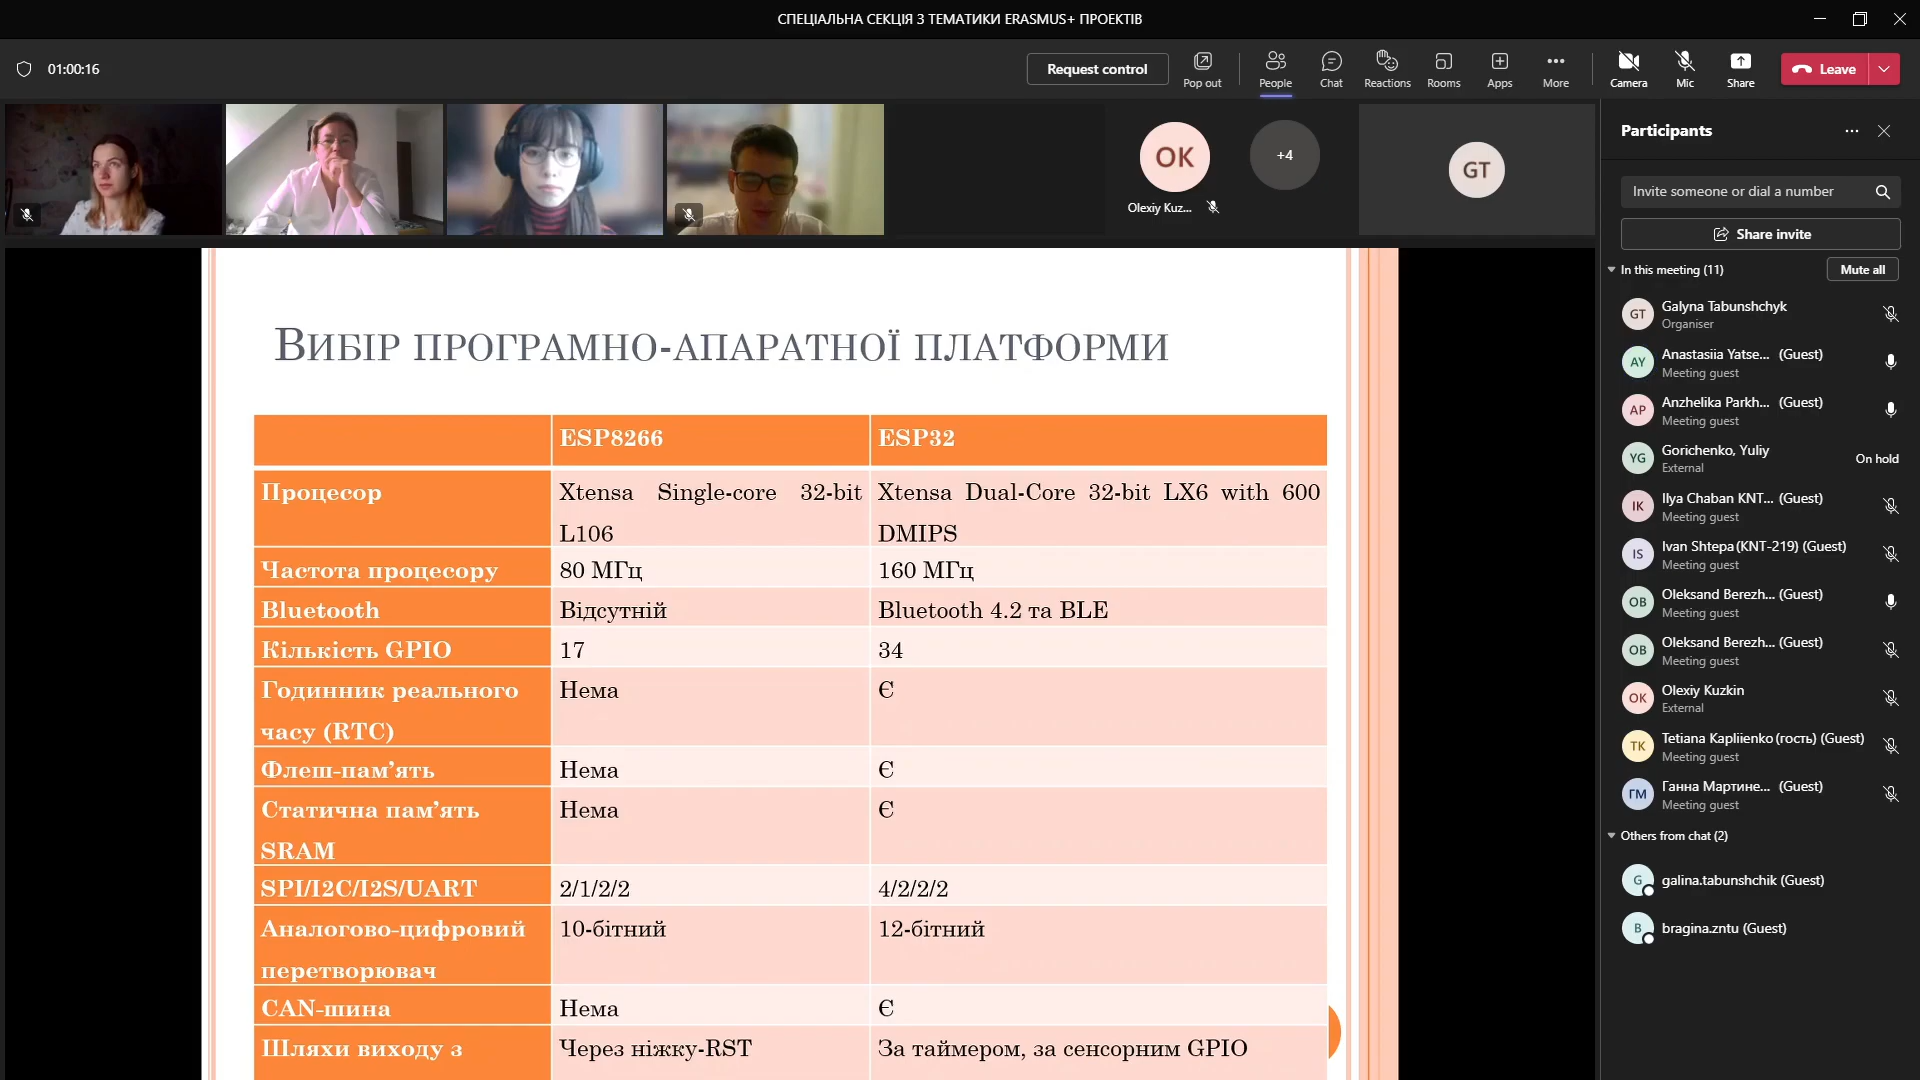 СПЕЦІАЛЬНА СЕКЦІЯ З ТЕМАТИКИ ERASMUS+ ПРОЕКТІВ
01:00:16
Request control
Pop out
People
Chat
Reactions
Rooms
Apps
More
Camera
Mic
Share
Leave
OK
Olexiy Kuz...
+4
GT
Participants
Invite someone or dial a number
Share invite
In this meeting (11)
Mute all
GT
Galyna Tabunshchyk
Organiser
AY
Anastasiia Yatse... (Guest)
Meeting guest
AP
Anzhelika Parkh... (Guest)
Meeting guest
YG
Gorichenko, Yuliy
External
On hold
IK
Ilya Chaban KNT... (Guest)
Meeting guest
IS
Ivan Shtepa(KNT-219) (Guest)
Meeting guest
OB
Oleksand Berezh... (Guest)
Meeting guest
OB
Oleksand Berezh... (Guest)
Meeting guest
OK
Olexiy Kuzkin
External
TK
Tetiana Kapliienko(гость) (Guest)
Meeting guest
ГМ
Ганна Мартине... (Guest)
Meeting guest
Others from chat (2)
G
galina.tabunshchik (Guest)
B
bragina.zntu (Guest)
Вибір програмно-апаратної платформи
ESP8266 ESP32
Процесор Xtensa Single-core 32-bit Xtensa Dual-Core 32-bit LX6 with 600
L106 DMIPS
Частота процесору 80 МГц 160 МГц
Bluetooth Відсутній Bluetooth 4.2 та BLE
Кількість GPIO 17 34
Годинник реального Нема Є
часу (RTC)
Флеш-пам’ять Нема Є
Статична пам’ять Нема Є
SRAM
SPI/I2C/I2S/UART 2/1/2/2 4/2/2/2
Аналогово-цифровий 10-бітний 12-бітний
перетворювач
CAN-шина Нема Є
Шляхи виходу з Через ніжку-RST За таймером, за сенсорним GPIO